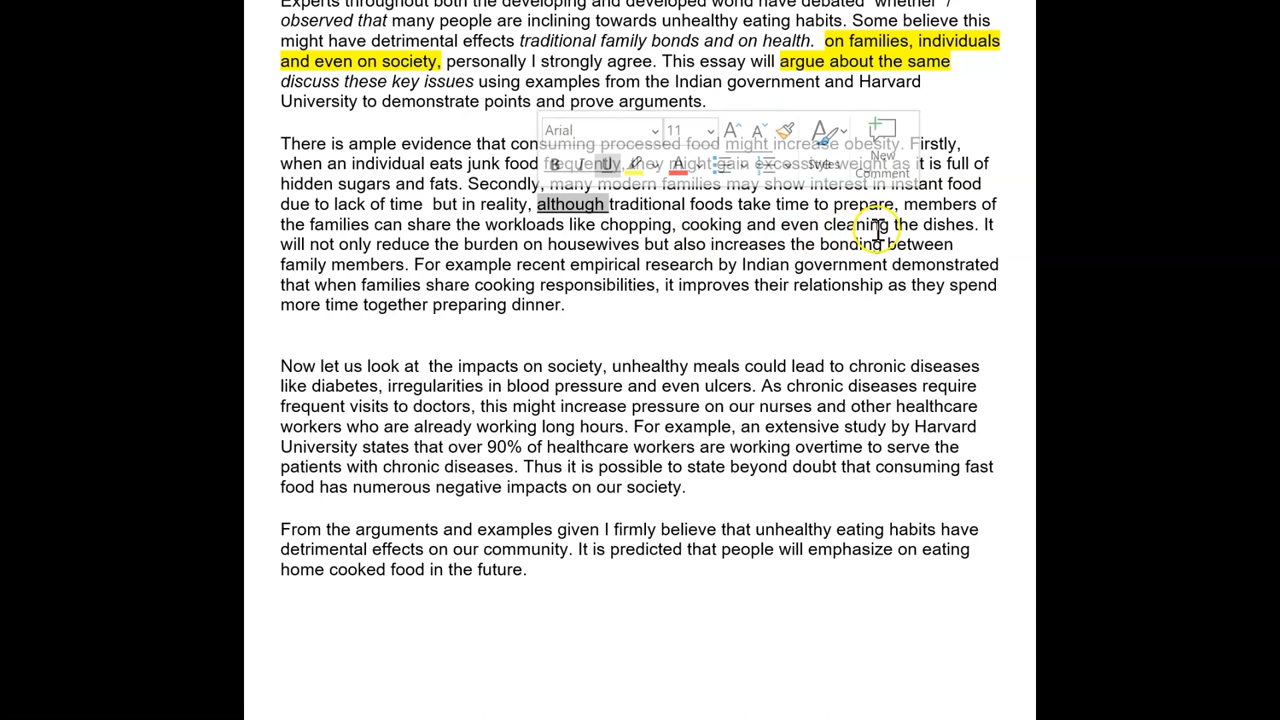 Experts throughout both the developing and developed world have debated whether /
observed that many people are inclining towards unhealthy eating habits. Some believe this
might have detrimental effects traditional family bonds and on health. on families, individuals
and even on society, personally I strongly agree. This essay will argue about the same
discuss these key issues using examples from the Indian government and Harvard
University to demonstrate points and prove arguments.
Arial 11
There is ample evidence that consuming processed food might increase obesity. Firstly,
when an individual eats junk food frequently, they might gain excessive weight as it is full of
New
Styles
Comment
hidden sugars and fats. Secondly, many modern families may show interest in instant food
due to lack of time but in reality, although traditional foods take time to prepare, members of
the families can share the workloads like chopping, cooking and even cleaning the dishes. It
will not only reduce the burden on housewives but also increases the bonding between
family members. For example recent empirical research by Indian government demonstrated
that when families share cooking responsibilities, it improves their relationship as they spend
more time together preparing dinner.
Now let us look at the impacts on society, unhealthy meals could lead to chronic diseases
like diabetes, irregularities in blood pressure and even ulcers. As chronic diseases require
frequent visits to doctors, this might increase pressure on our nurses and other healthcare
workers who are already working long hours. For example, an extensive study by Harvard
University states that over 90% of healthcare workers are working overtime to serve the
patients with chronic diseases. Thus it is possible to state beyond doubt that consuming fast
food has numerous negative impacts on our society.
From the arguments and examples given I firmly believe that unhealthy eating habits have
detrimental effects on our community. It is predicted that people will emphasize on eating
home cooked food in the future.